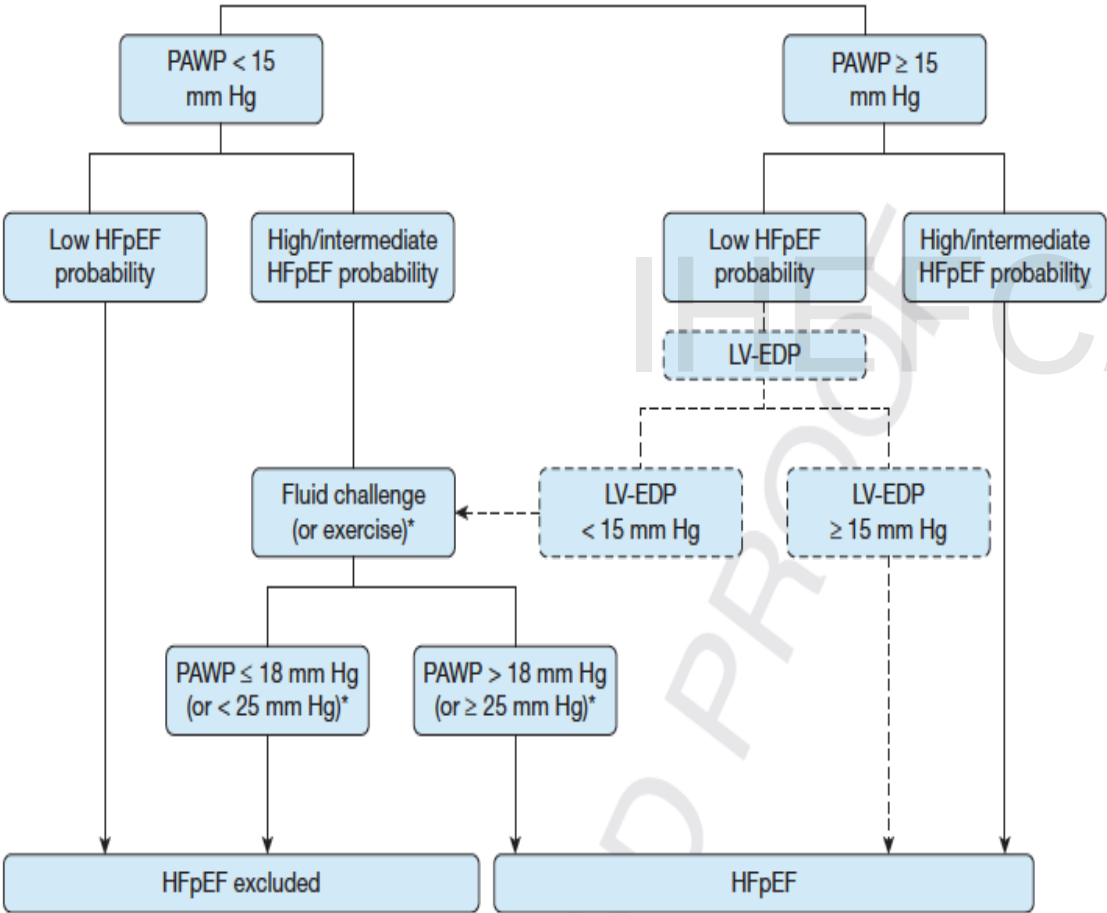 PAWP < 15
mm Hg
PAWP ≥ 15
mm Hg
Low HFpEF
probability
High/intermediate
HFpEF probability
Low HFpEF
probability
High/intermediate
HFpEF probability
LV-EDP
Fluid challenge
(or exercise)*
LV-EDP
< 15 mm Hg
LV-EDP
≥ 15 mm Hg
PAWP ≤ 18 mm Hg
(or < 25 mm Hg)*
PAWP > 18 mm Hg
(or ≥ 25 mm Hg)*
HFpEF excluded
HFpEF
IHEFC
D PROOF